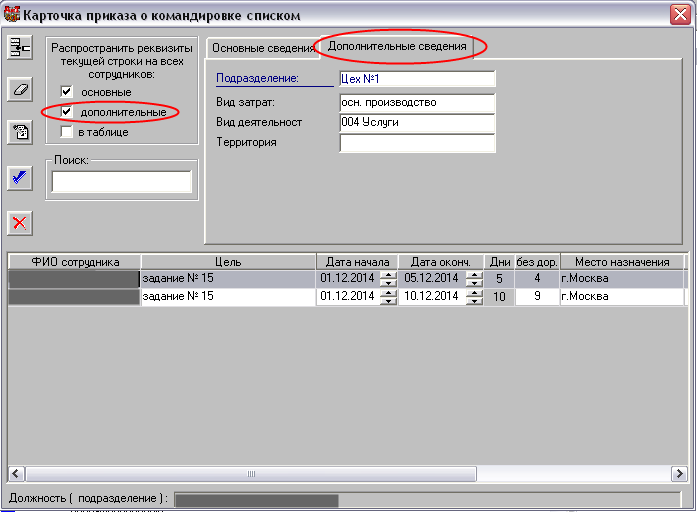 Карточка приказа о командировке списком
Распространить реквизиты
текущей строки на всех
сотрудников:
основные
дополнительные
в таблице
Поиск:
Основные сведения
Дополнительные сведения
Подразделение: Цех №1
Вид затрат: осн. производство
Вид деятельност 004 Услуги
Территория
ФИО сотрудника Цель Дата начала Дата оконч. Дни без дор. Место назначения
задание № 15 01.12.2014 05.12.2014 5 4 г.Москва
задание № 15 01.12.2014 10.12.2014 10 9 г.Москва
Должность ( подразделение ) :